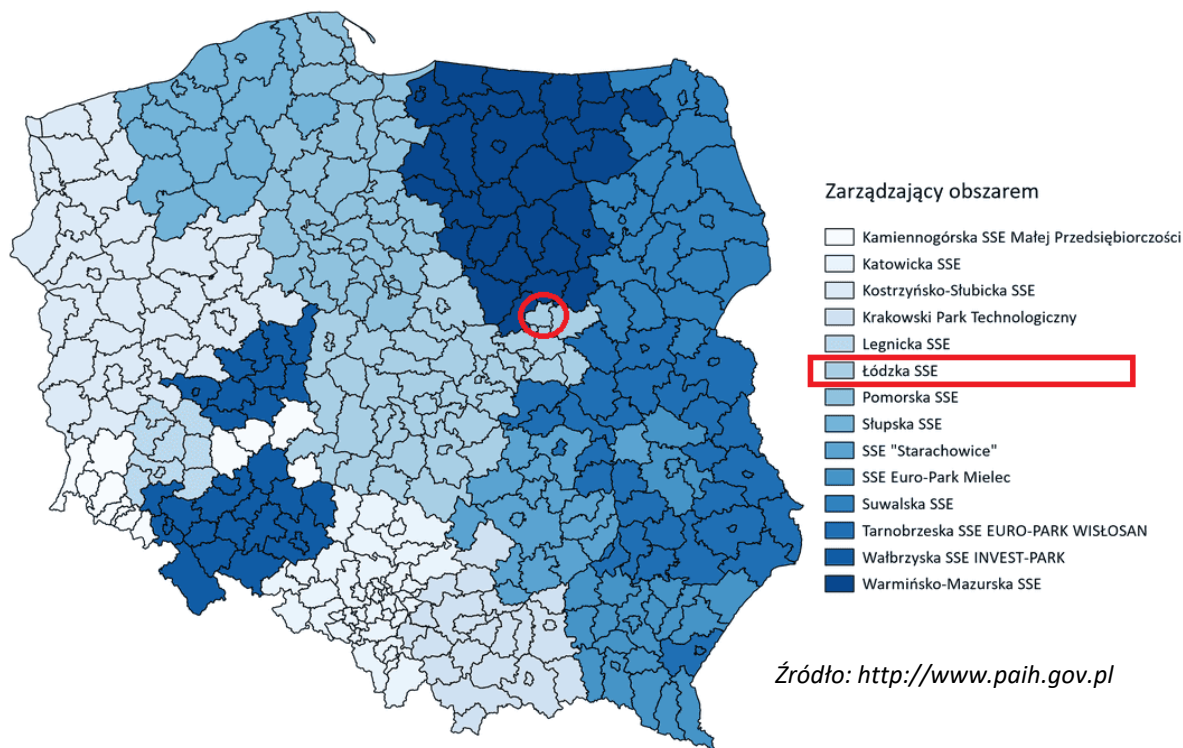 Zarządzający obszarem
Kamiennogórska SSE Małej Przedsiębiorczości
Katowicka SSE
Kostrzyńsko-Słubicka SSE
Krakowski Park Technologiczny
Legnicka SSE
Łódzka SSE
Pomorska SSE
Słupska SSE
SSE "Starachowice"
SSE Euro-Park Mielec
Suwalska SSE
Tarnobrzeska SSE EURO-PARK WISŁOSAN
Wałbrzyska SSE INVEST-PARK
Warmińsko-Mazurska SSE
Źródło: http://www.paih.gov.pl